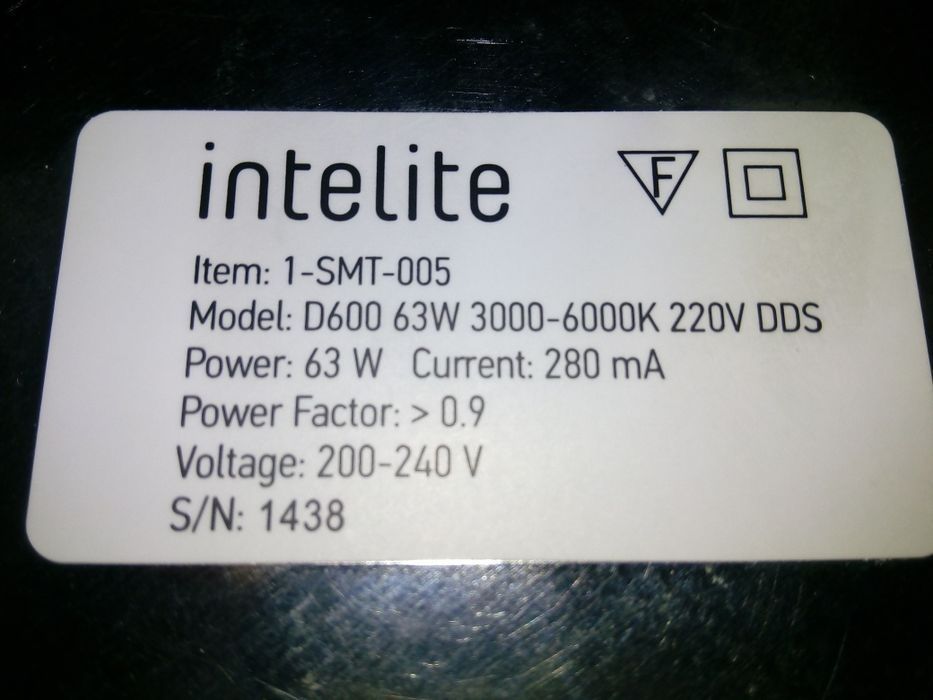 intelite F
Item: 1-SMT-005
Model: D600 63W 3000-6000K 220V DDS
Power: 63 W Current: 280 mA
Power Factor: > 0.9
Voltage: 200-240 V
S/N: 1438